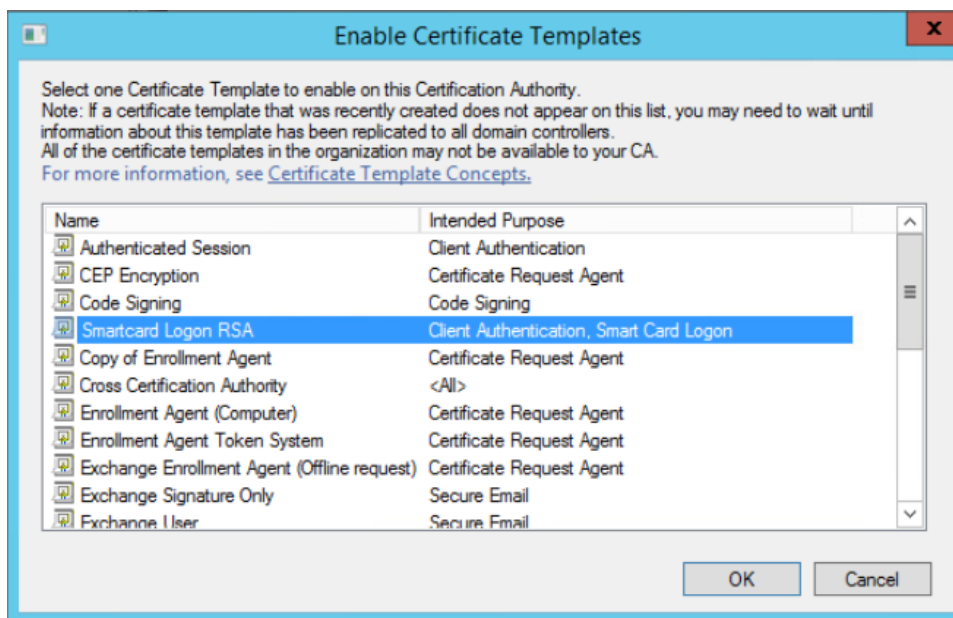 Enable Certificate Templates
X
Select one Certificate Template to enable on this Certification Authority.
Note: If a certificate template that was recently created does not appear on this list, you may need to wait until
information about this template has been replicated to all domain controllers.
All of the certificate templates in the organization may not be available to your CA.
For more information, see Certificate Template Concepts.
Name Intended Purpose
Authenticated Session Client Authentication
CEP Encryption Certificate Request Agent
Code Signing Code Signing
Smartcard Logon RSA Client Authentication, Smart Card Logon
Copy of Enrollment Agent Certificate Request Agent
Cross Certification Authority <All>
Enrollment Agent (Computer) Certificate Request Agent
Enrollment Agent Token System Certificate Request Agent
Exchange Enrollment Agent (Offline request) Certificate Request Agent
Exchange Signature Only Secure Email
Exchange User Secure Email
OK Cancel